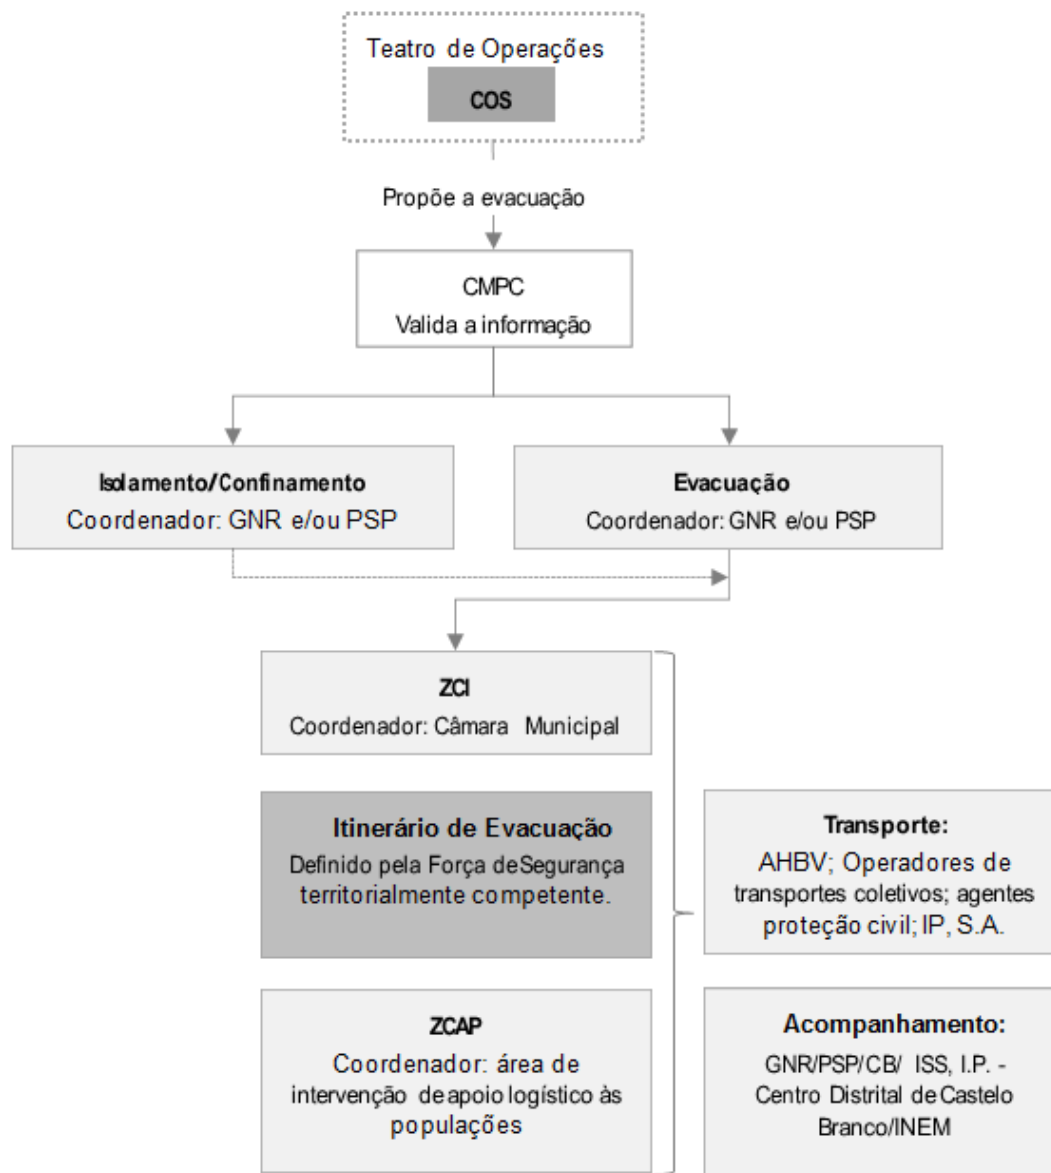 Teatro de Operações
COS
Propõe a evacuação
CMPC
Valida a informação
Isolamento/Confinamento
Coordenador: GNR e/ou PSP
Evacuação
Coordenador: GNR e/ou PSP
ZCI
Coordenador: Câmara Municipal
Itinerário de Evacuação
Definido pela Força de Segurança
territorialmente competente.
Transporte:
AHBV; Operadores de
transportes coletivos; agentes
proteção civil; IP, S.A.
ZCAP
Coordenador: área de
intervenção de apoio logístico às
populações
Acompanhamento:
GNR/PSP/CB/ ISS, I.P. -
Centro Distrital de Castelo
Branco/INEM